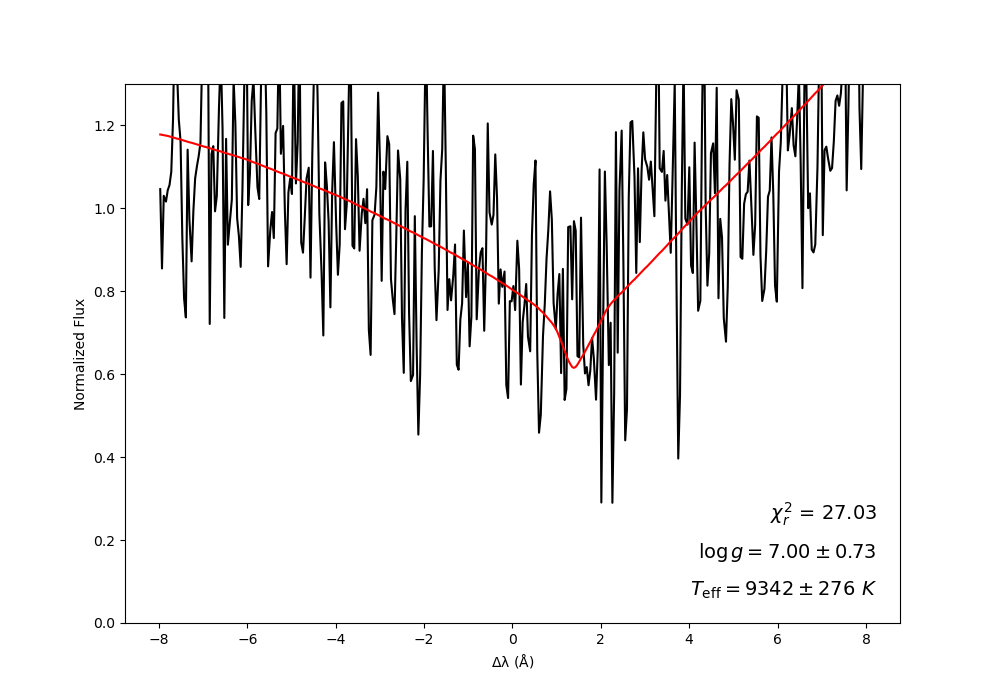 1.2
1.0
0.8
0.6
0.4
0.2
0.0
Normalized Flux
χ²ᵣ = 27.03
log g = 7.00 ± 0.73
T_eff = 9342 ± 276 K
−8 −6 −4 −2 0 2 4 6 8
Δλ (Å)